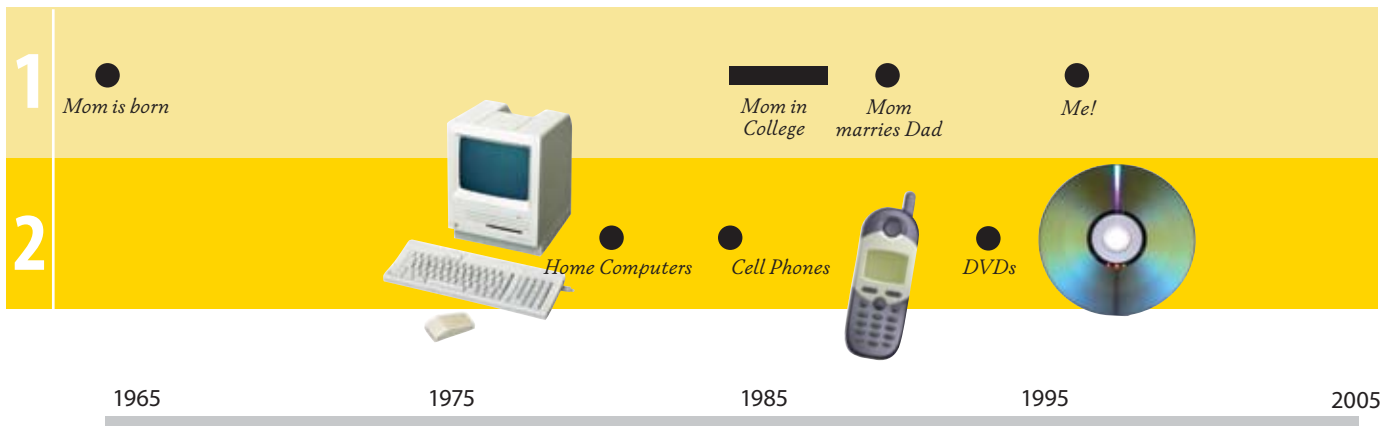 1
Mom is born
Mom in
College
Mom
marries Dad
Me!
2
Home Computers
Cell Phones
DVDs
1965
1975
1985
1995
2005